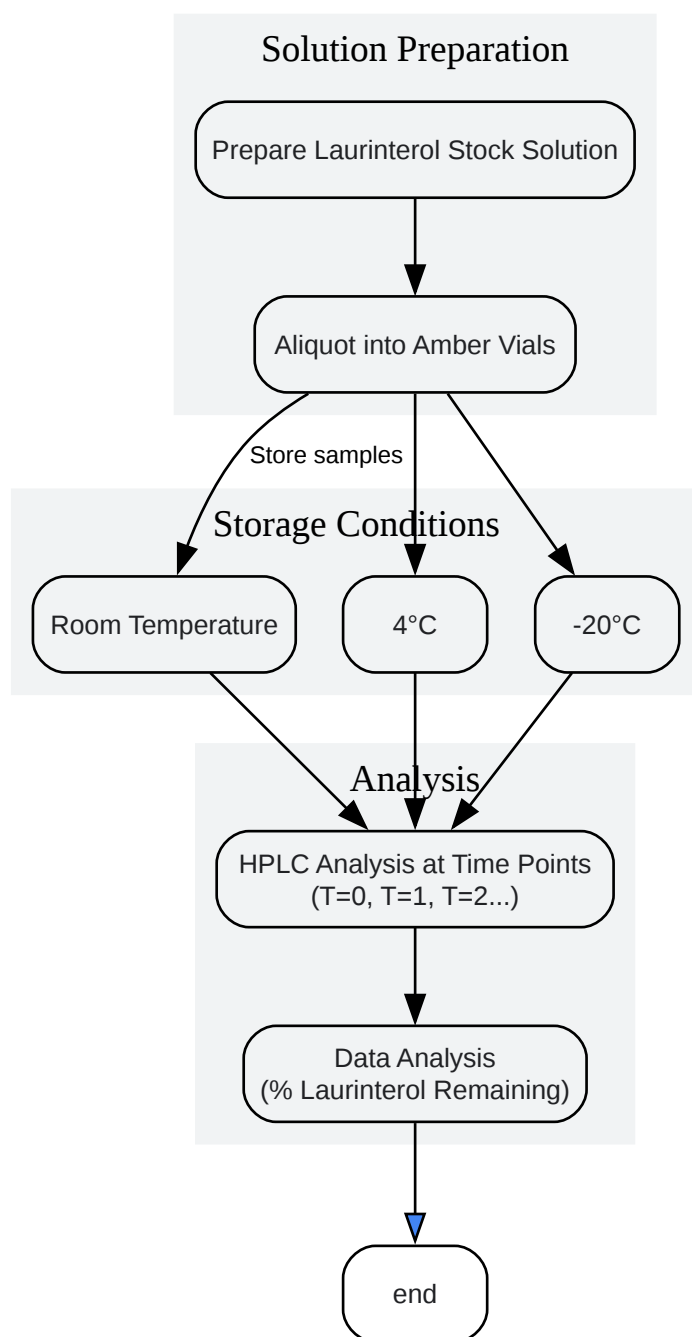 Solution Preparation
Prepare Laurinterol Stock Solution
Aliquot into Amber Vials
Store samples
Storage Conditions
Room Temperature
4°C
-20°C
Analysis
HPLC Analysis at Time Points
(T=0, T=1, T=2...)
Data Analysis
(% Laurinterol Remaining)
end